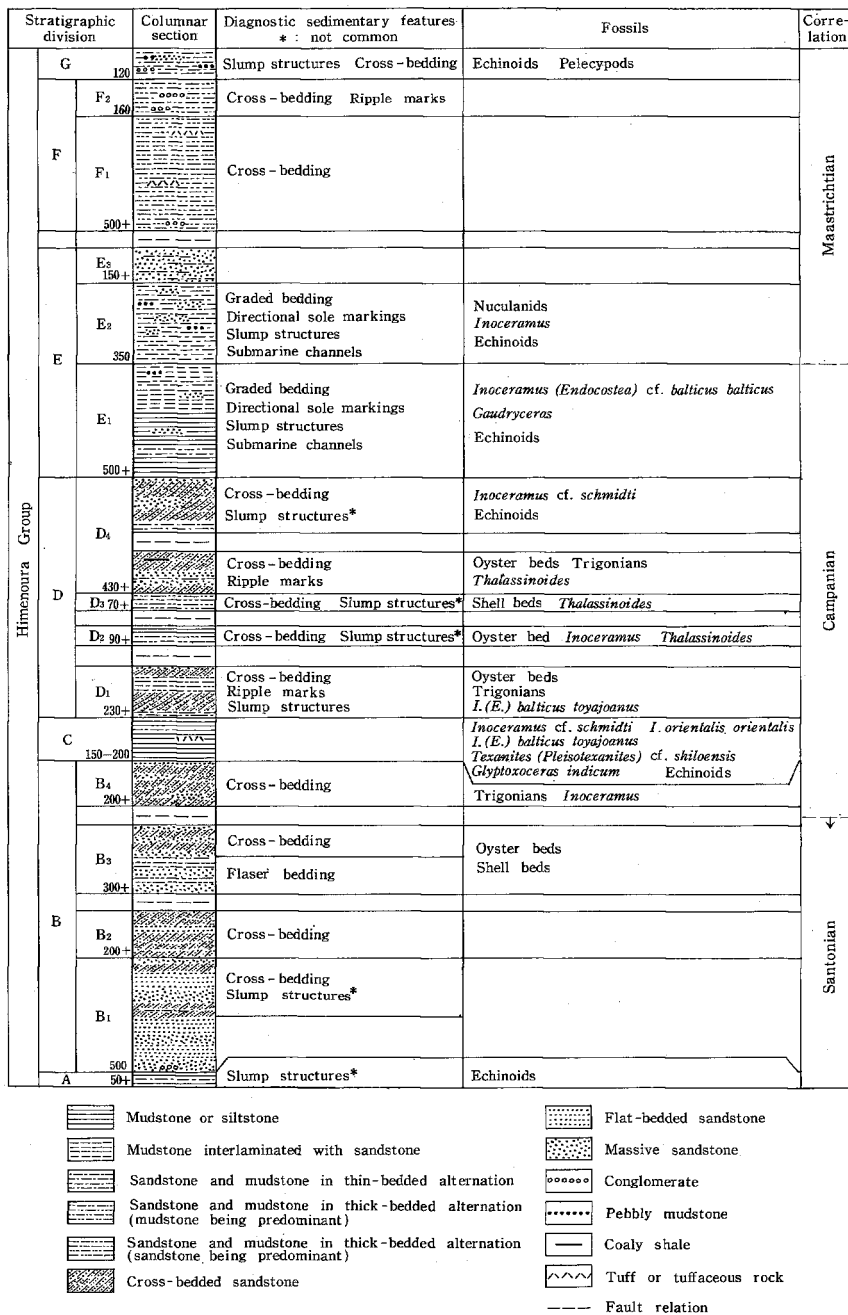 Stratigraphic division
Columnar section
Diagnostic sedimentary features
* : not common
Fossils
Corre-
lation
Himenoura Group
G
120
Slump structures Cross-bedding
Echinoids Pelecypods
Maastrichtian
F
F2
160
Cross-bedding Ripple marks
F1
500+
Cross-bedding
E
E3
150+
E2
350
Graded bedding
Directional sole markings
Slump structures
Submarine channels
Nuculanids
Inoceramus
Echinoids
E1
500+
Graded bedding
Directional sole markings
Slump structures
Submarine channels
Inoceramus (Endocostea) cf. balticus balticus
Gaudryceras
Echinoids
Campanian
D
D4
430+
Cross-bedding
Slump structures*
Inoceramus cf. schmidti
Echinoids
Cross-bedding
Ripple marks
Oyster beds Trigonians
Thalassinoides
D3 70+
Cross-bedding Slump structures*
Shell beds Thalassinoides
D2 90+
Cross-bedding Slump structures*
Oyster bed Inoceramus Thalassinoides
D1
230+
Cross-bedding
Ripple marks
Slump structures
Oyster beds
Trigonians
I.(E.) balticus toyajoanus
C
150—200
Inoceramus cf. schmidti I. orientalis orientalis
I.(E.) balticus toyajoanus
Texanites (Pleisotexanites) cf. shiloensis
Glyptoxoceras indicum Echinoids
B
B4
200+
Cross-bedding
Trigonians Inoceramus
Santonian
B3
300+
Cross-bedding
Flaser bedding
Oyster beds
Shell beds
B2
200+
Cross-bedding
B1
500
Cross-bedding
Slump structures*
A
50+
Slump structures*
Echinoids
Mudstone or siltstone
Mudstone interlaminated with sandstone
Sandstone and mudstone in thin-bedded alternation
Sandstone and mudstone in thick-bedded alternation
(mudstone being predominant)
Sandstone and mudstone in thick-bedded alternation
(sandstone being predominant)
Cross-bedded sandstone
Flat-bedded sandstone
Massive sandstone
Conglomerate
Pebbly mudstone
Coaly shale
Tuff or tuffaceous rock
Fault relation